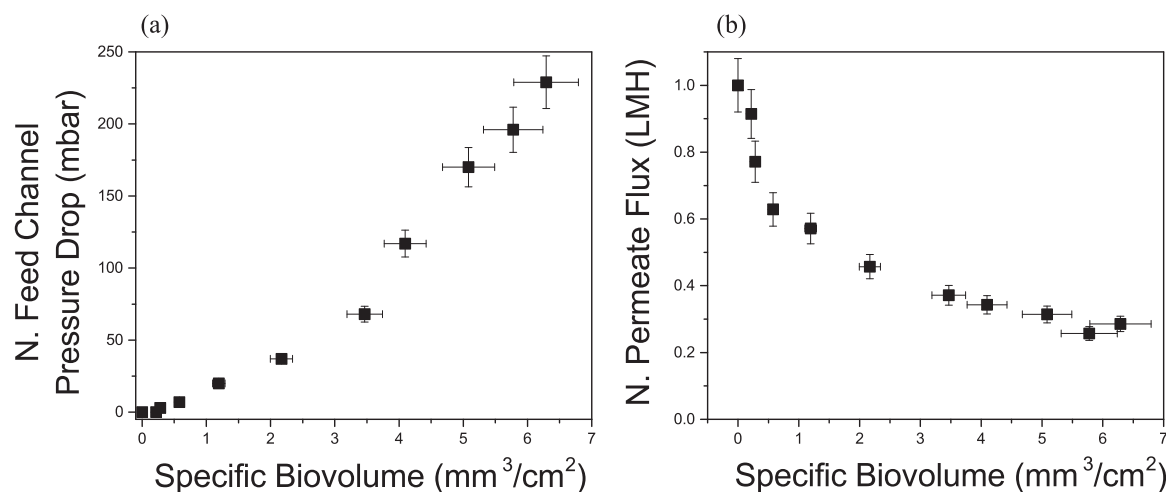 (a)
(b)
250
200
150
100
50
0
N. Feed Channel
Pressure Drop (mbar)
0 1 2 3 4 5 6 7
Specific Biovolume (mm³/cm²)
1.0
0.8
0.6
0.4
0.2
0.0
N. Permeate Flux (LMH)
0 1 2 3 4 5 6 7
Specific Biovolume (mm³/cm²)